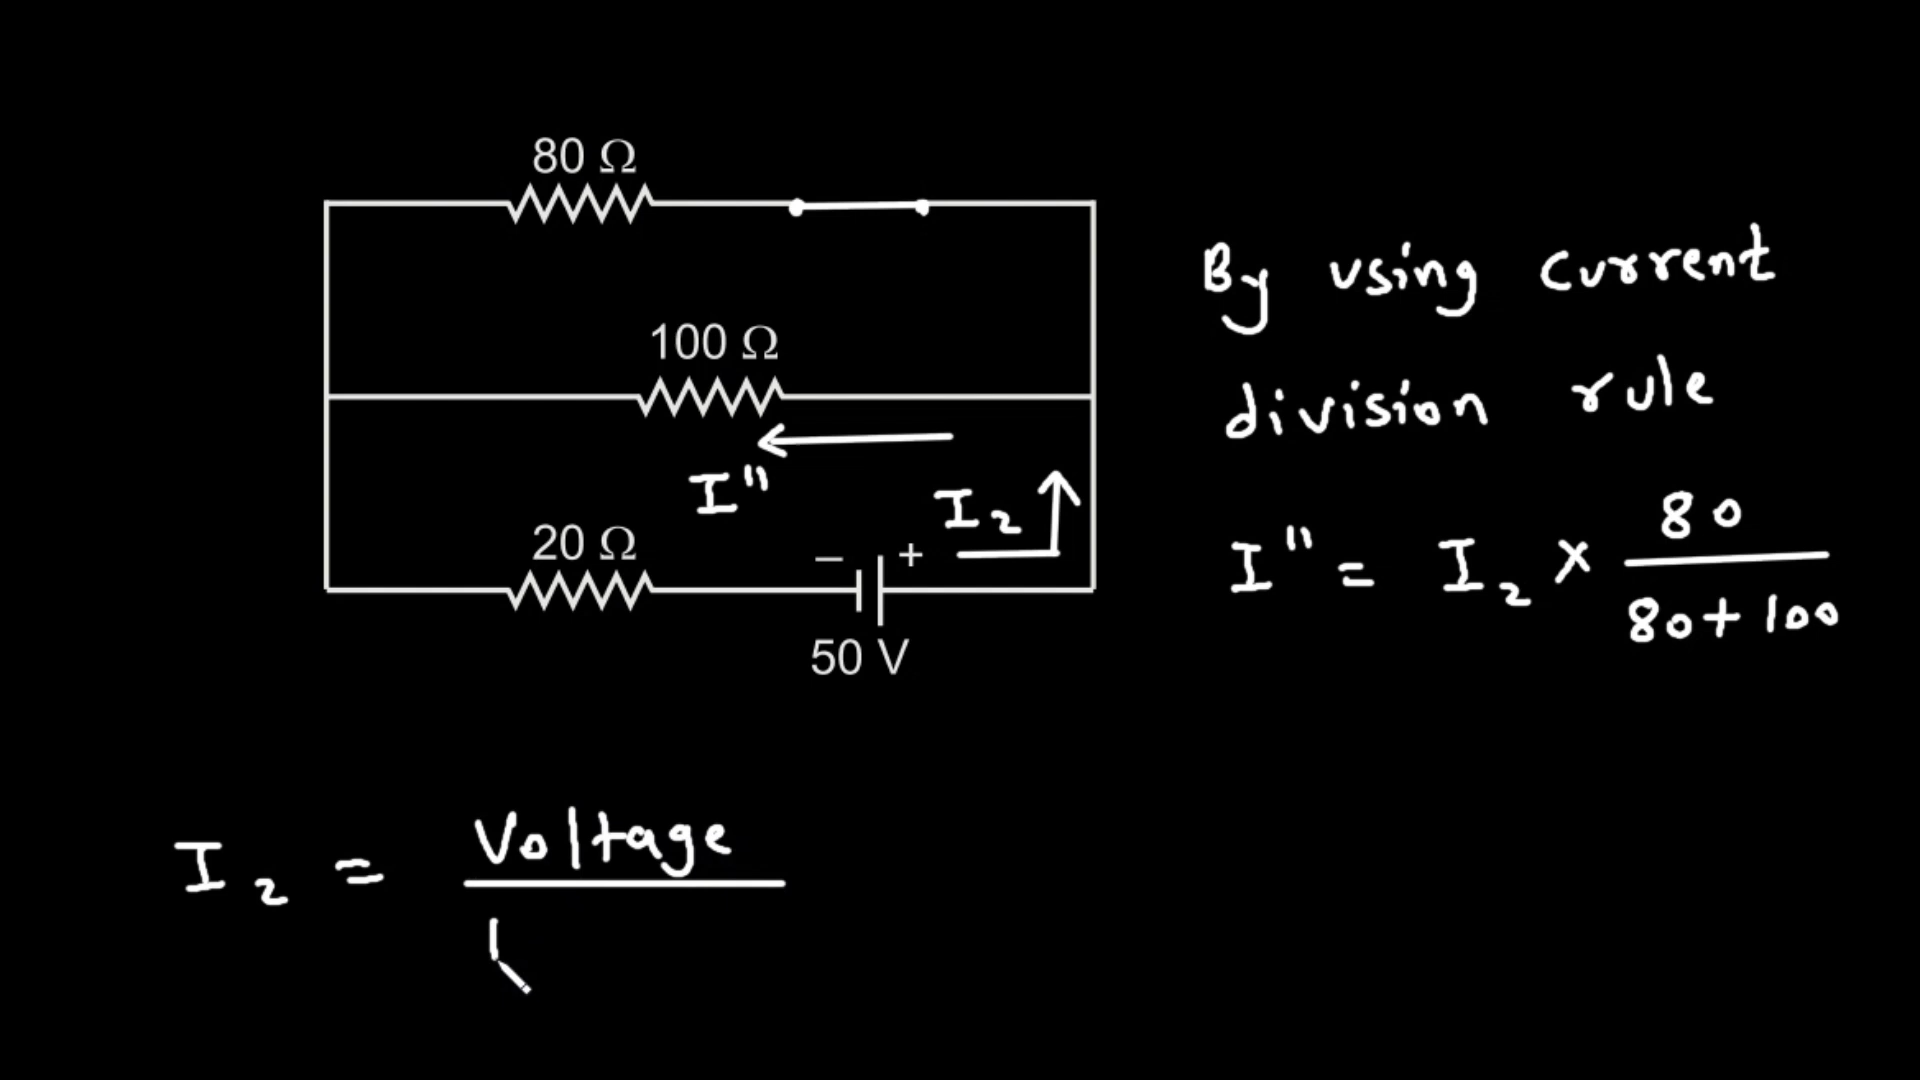 80 Ω
100 Ω
I"
I₂
20 Ω
− +
50 V
By using current
division rule
I" = I₂ × 80
80+100
I₂ = Voltage